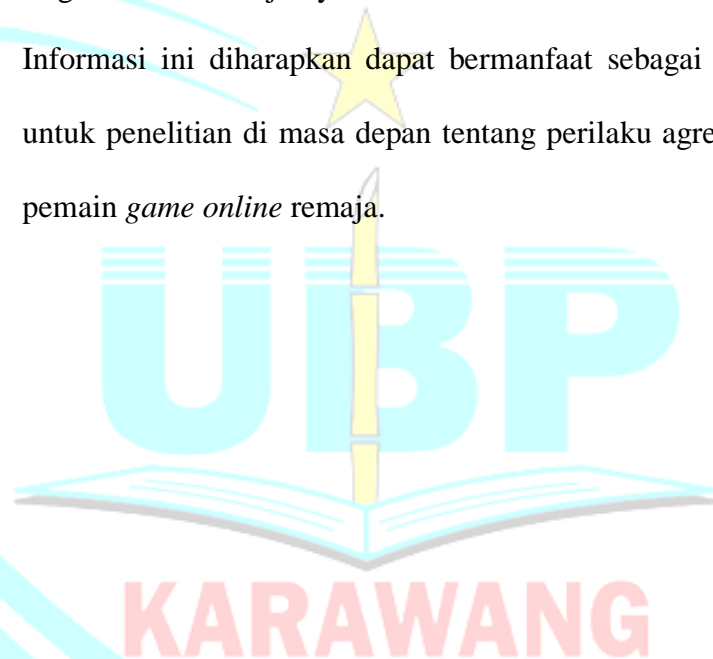 Informasi ini diharapkan dapat bermanfaat sebagai
untuk penelitian di masa depan tentang perilaku
pemain game online remaja.
UBP
KARAWANG